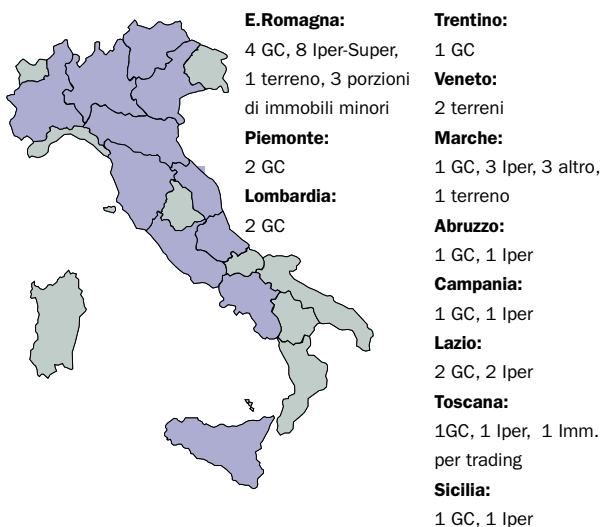 E.Romagna:
4 GC, 8 Iper-Super,
1 terreno, 3 porzioni
di immobili minori
Piemonte:
2 GC
Lombardia:
2 GC
Trentino:
1 GC
Veneto:
2 terreni
Marche:
1 GC, 3 Iper, 3 altro,
1 terreno
Abruzzo:
1 GC, 1 Iper
Campania:
1 GC, 1 Iper
Lazio:
2 GC, 2 Iper
Toscana:
1GC, 1 Iper, 1 Imm.
per trading
Sicilia:
1 GC, 1 Iper